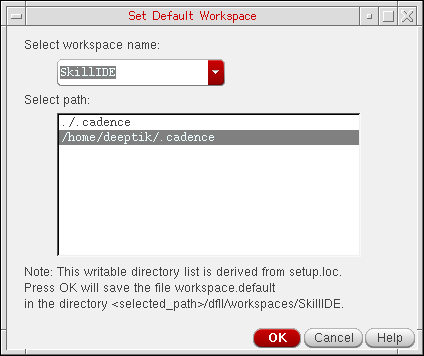 Set Default Workspace
Select workspace name:
SkillIDE
Select path:
./.cadence
/home/deeptik/.cadence
Note: This writable directory list is derived from setup.loc.
Press OK will save the file workspace.default
in the directory <selected_path>/dfII/workspaces/SkillIDE.
OK Cancel Help